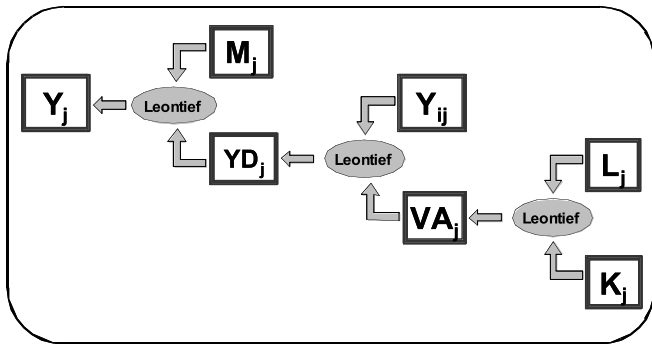 Mj
Yj
Leontief
Yij
YDj
Leontief
Lj
VAj
Leontief
Kj